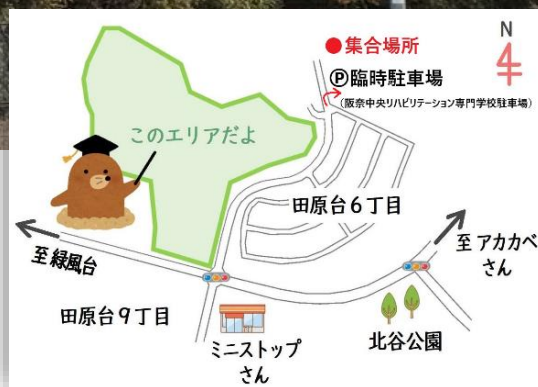 N
●集合場所
Ⓟ臨時駐車場
(阪奈中央リハビリテーション専門学校駐車場)
このエリアだよ
田原台6丁目
至 緑風台
至 アカカベ
さん
田原台9丁目
ミニストップ
さん
北谷公園